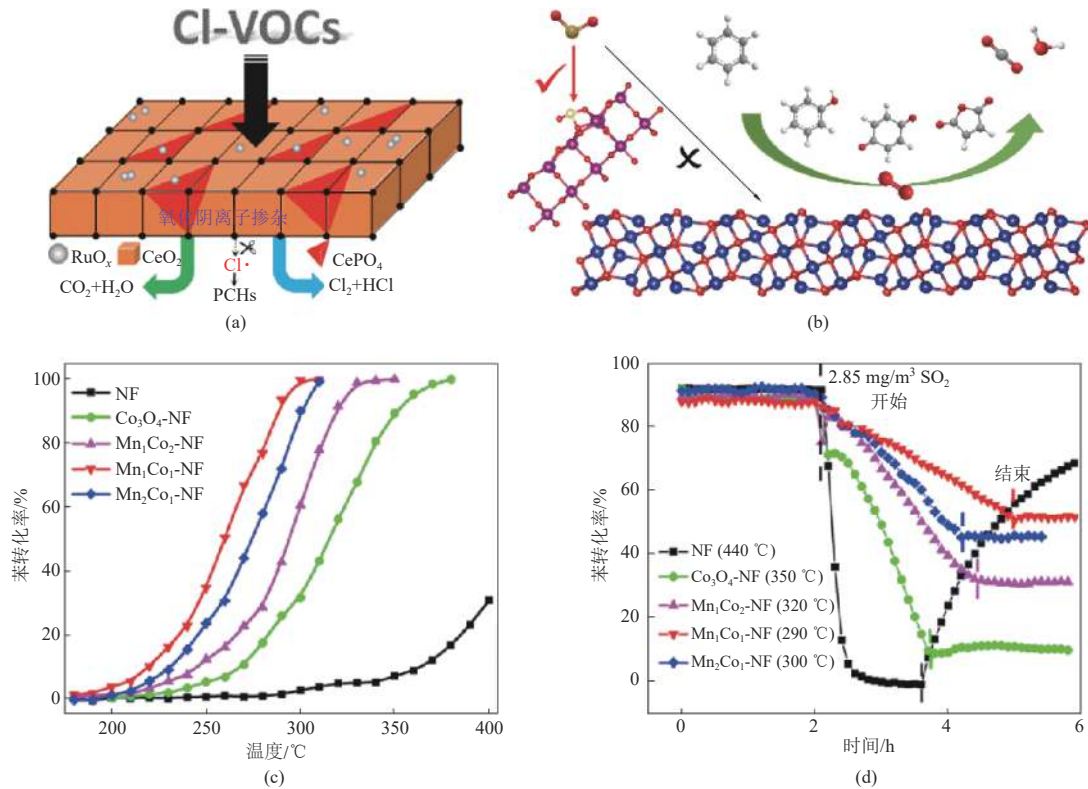 Cl-VOCs
氧化阴离子掺杂
RuOₓ
CeO₂
Cl·
CePO₄
CO₂+H₂O
PCHs
Cl₂+HCl
(a)
(b)
100
80
60
40
20
0
苯转化率/%
NF
Co₃O₄-NF
Mn₁Co₂-NF
Mn₁Co₁-NF
Mn₂Co₁-NF
200
250
300
350
400
温度/℃
(c)
100
80
60
40
20
0
苯转化率/%
2.85 mg/m³ SO₂
开始
结束
NF (440 ℃)
Co₃O₄-NF (350 ℃)
Mn₁Co₂-NF (320 ℃)
Mn₁Co₁-NF (290 ℃)
Mn₂Co₁-NF (300 ℃)
0
2
4
6
时间/h
(d)